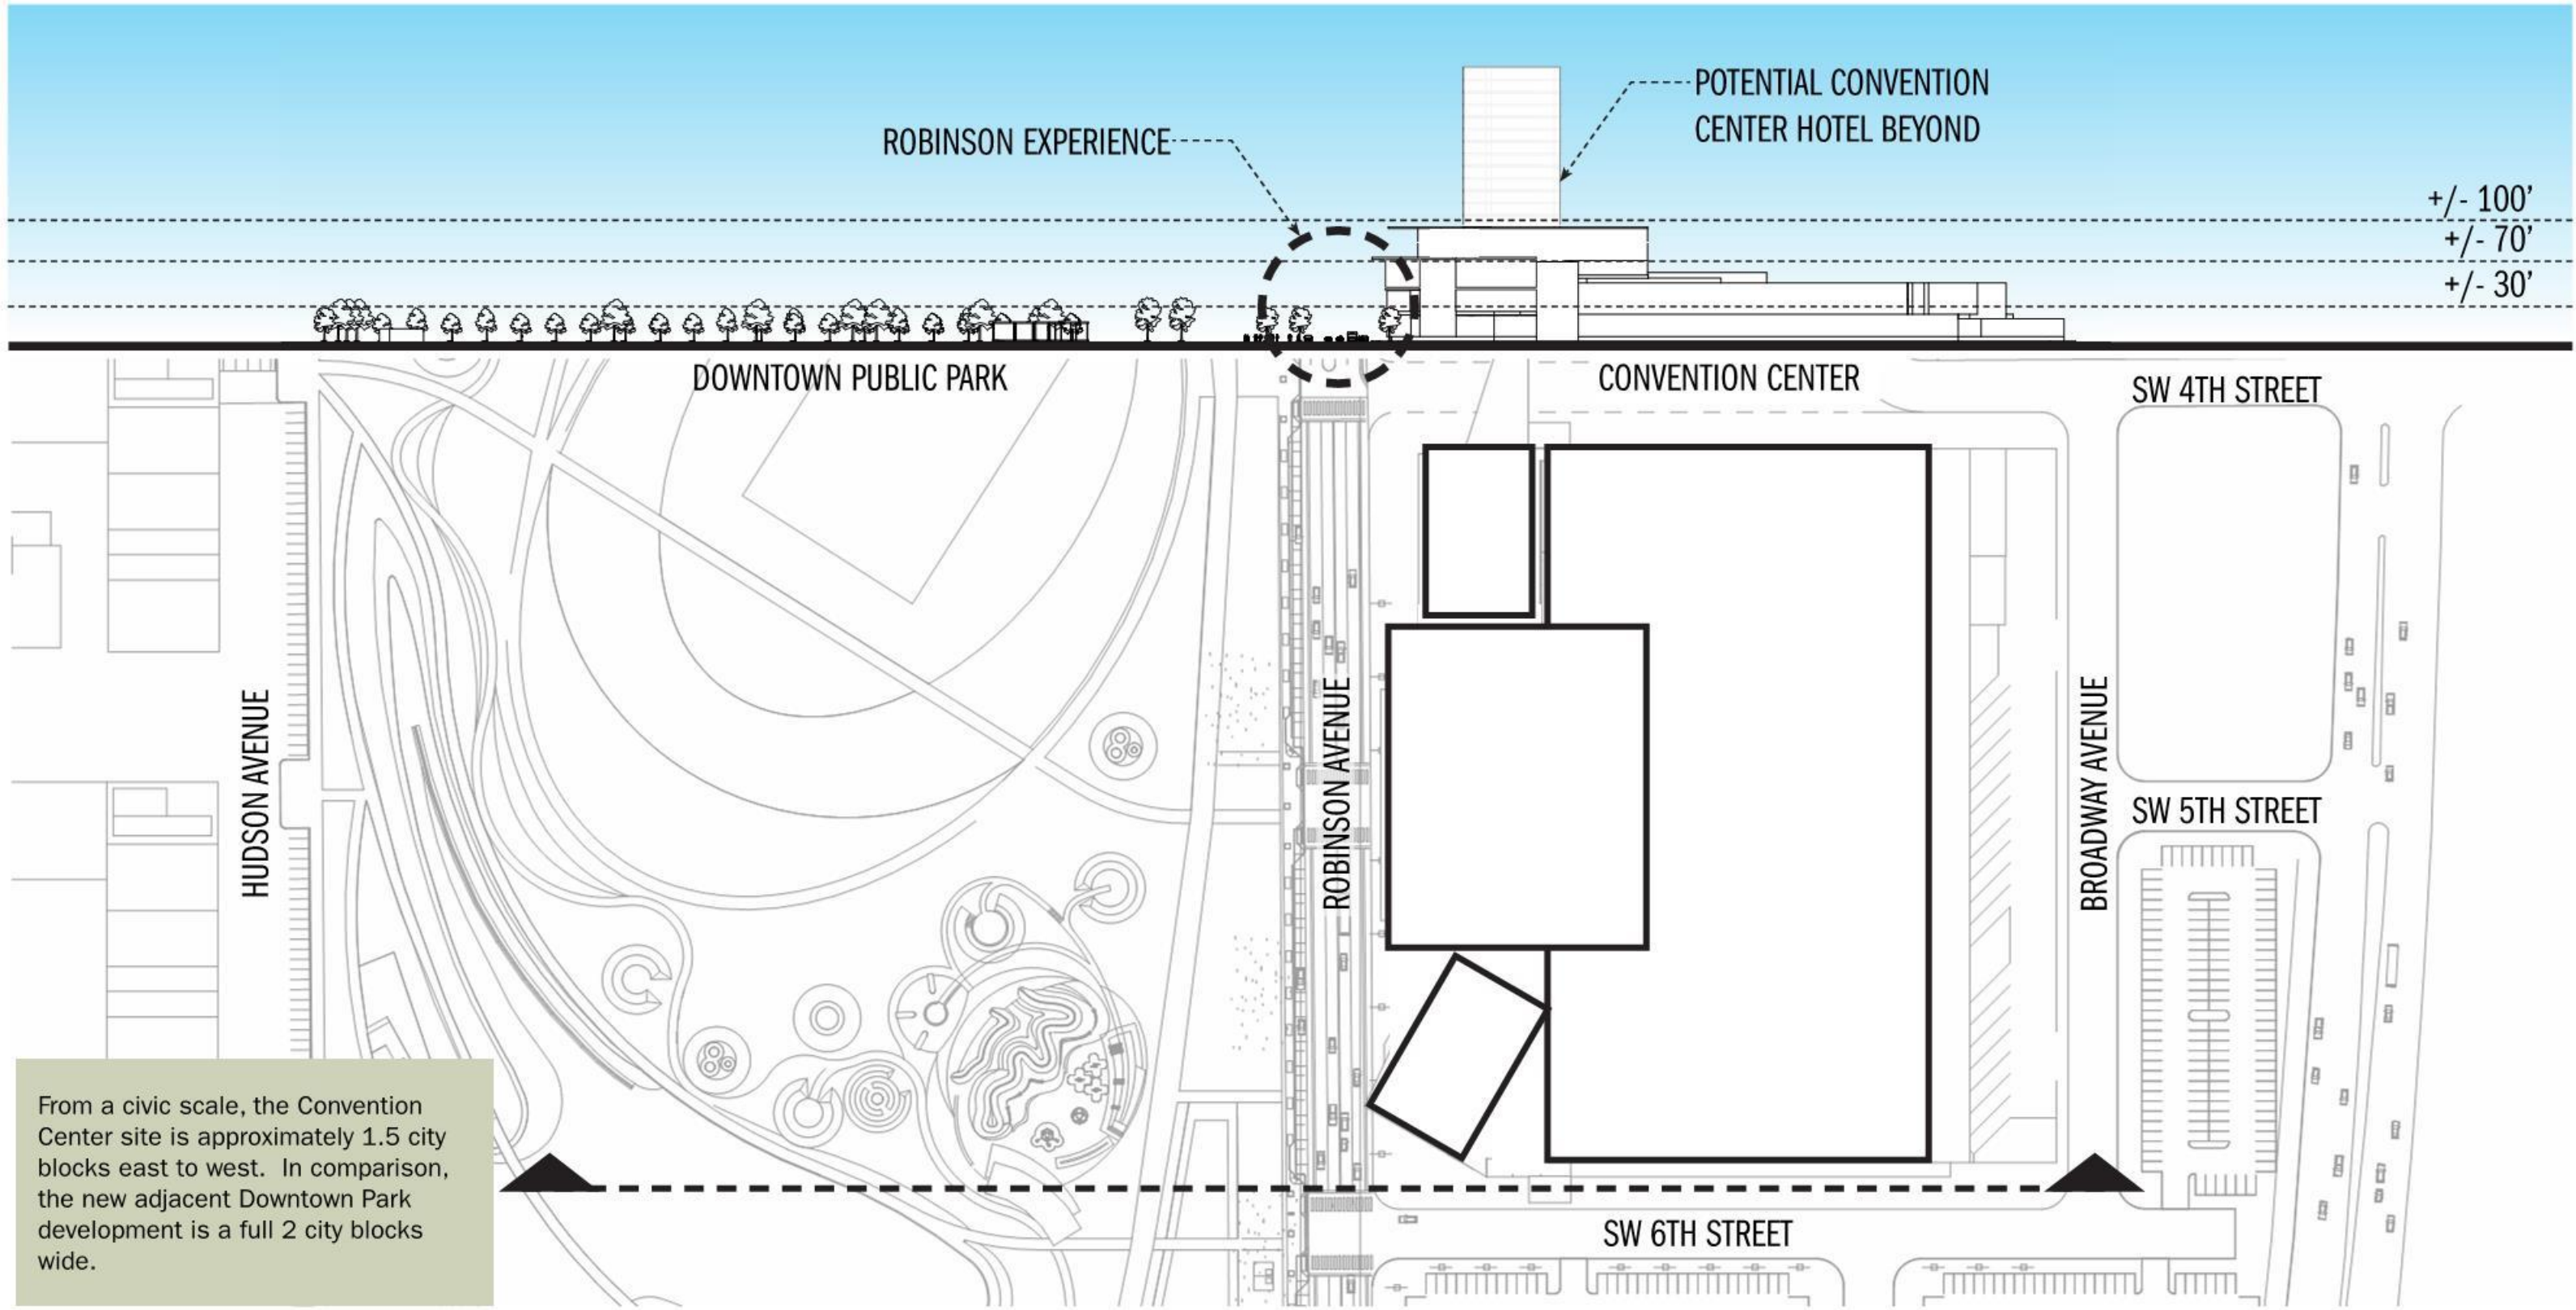 POTENTIAL CONVENTION
CENTER HOTEL BEYOND
ROBINSON EXPERIENCE
+/- 100’
+/- 70’
+/- 30’
DOWNTOWN PUBLIC PARK
CONVENTION CENTER
SW 4TH STREET
HUDSON AVENUE
ROBINSON AVENUE
BROADWAY AVENUE
SW 5TH STREET
From a civic scale, the Convention
Center site is approximately 1.5 city
blocks east to west.  In comparison,
the new adjacent Downtown Park
development is a full 2 city blocks
wide.
SW 6TH STREET